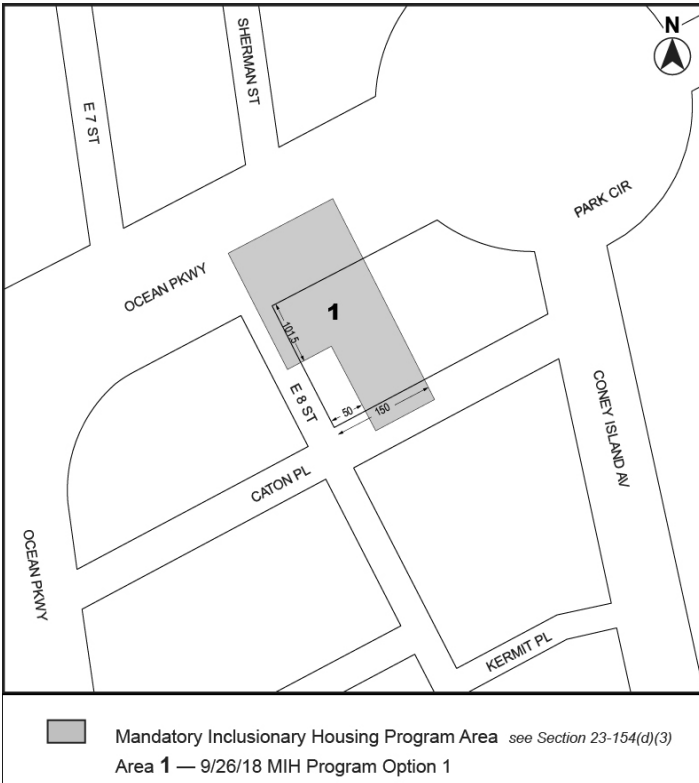 N
SHERMAN ST
E 7 ST
PARK CIR
OCEAN PKWY
1
101.5
E 8 ST
50
150
CONEY ISLAND AV
CATON PL
OCEAN PKWY
KERMIT PL
Mandatory Inclusionary Housing Program Area see Section 23-154(d)(3)
Area 1 — 9/26/18 MIH Program Option 1